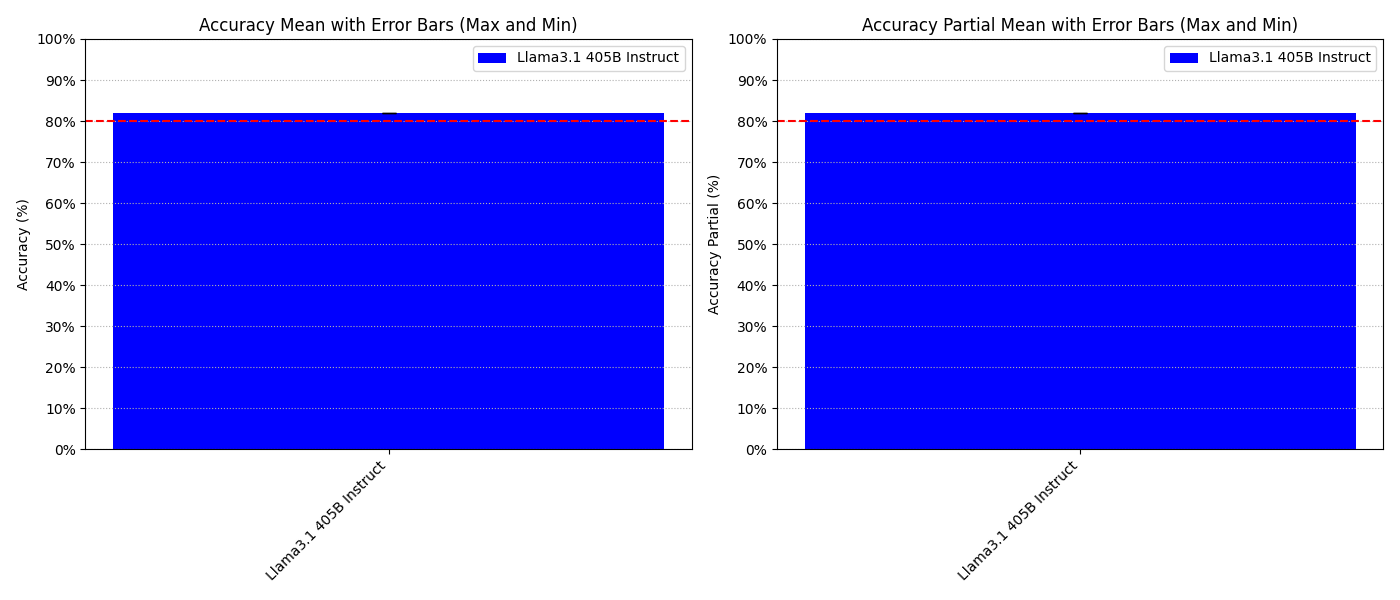 Accuracy Mean with Error Bars (Max and Min)
Llama3.1 405B Instruct
100%
90%
80%
70%
60%
50%
40%
30%
20%
10%
0%
Accuracy (%)
Llama3.1 405B Instruct
Accuracy Partial Mean with Error Bars (Max and Min)
Llama3.1 405B Instruct
100%
90%
80%
70%
60%
50%
40%
30%
20%
10%
0%
Accuracy Partial (%)
Llama3.1 405B Instruct